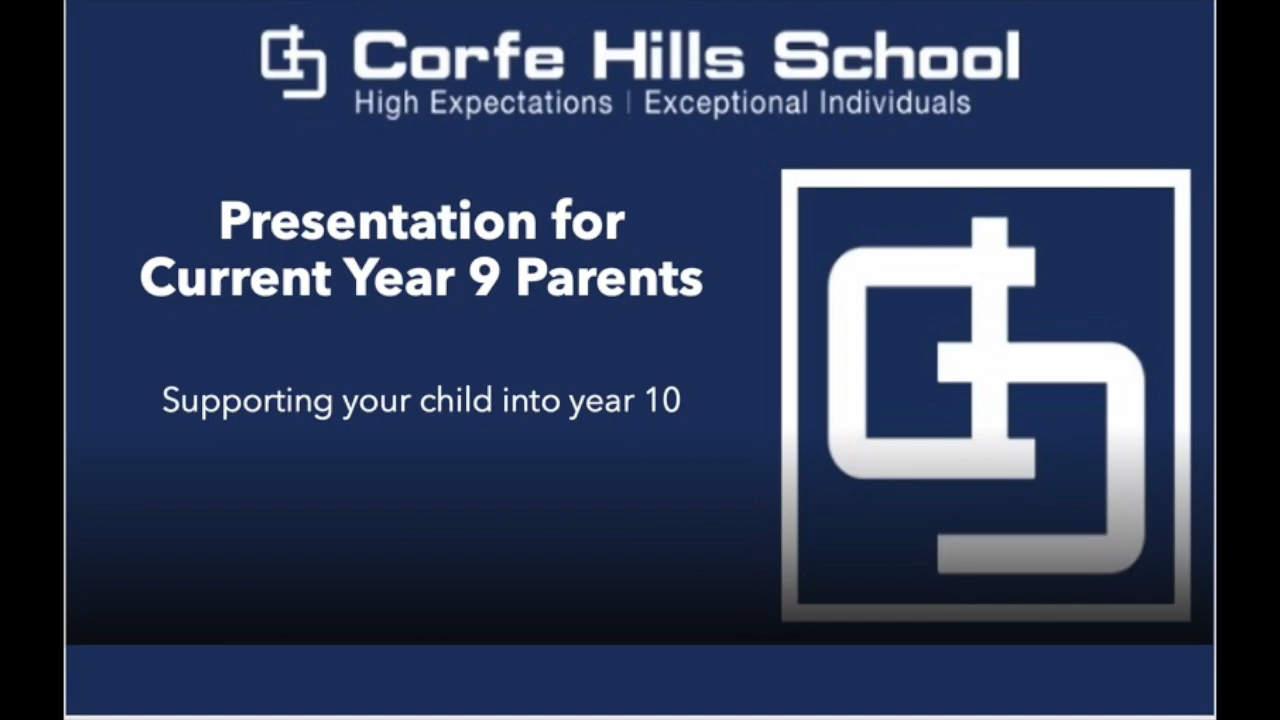 Corfe Hills School
High Expectations | Exceptional Individuals
Presentation for
Current Year 9 Parents
Supporting your child into year 10